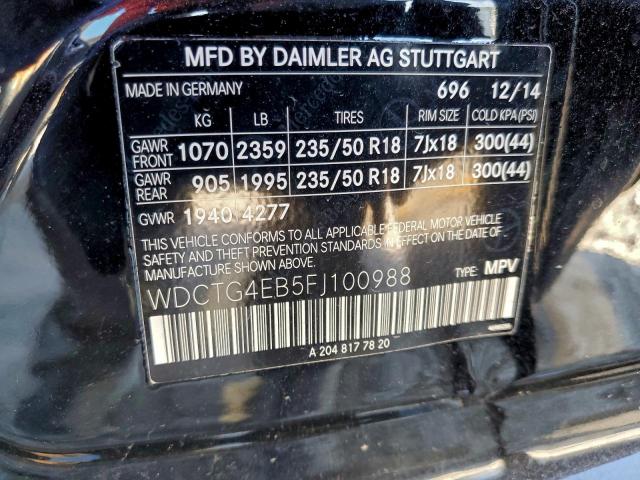 MFD BY DAIMLER AG STUTTGART
MADE IN GERMANY 696 12/14
KG LB TIRES RIM SIZE COLD KPA(PSI)
GAWR FRONT 1070 2359 235/50 R18 7Jx18 300(44)
GAWR REAR 905 1995 235/50 R18 7Jx18 300(44)
GVWR 1940 4277
THIS VEHICLE CONFORMS TO ALL APPLICABLE FEDERAL MOTOR VEHICLE
SAFETY AND THEFT PREVENTION STANDARDS IN EFFECT ON THE DATE
OF MANUFACTURE SHOWN ABOVE.
WDCTG4EB5FJ100988 TYPE: MPV
A 204 817 78 20